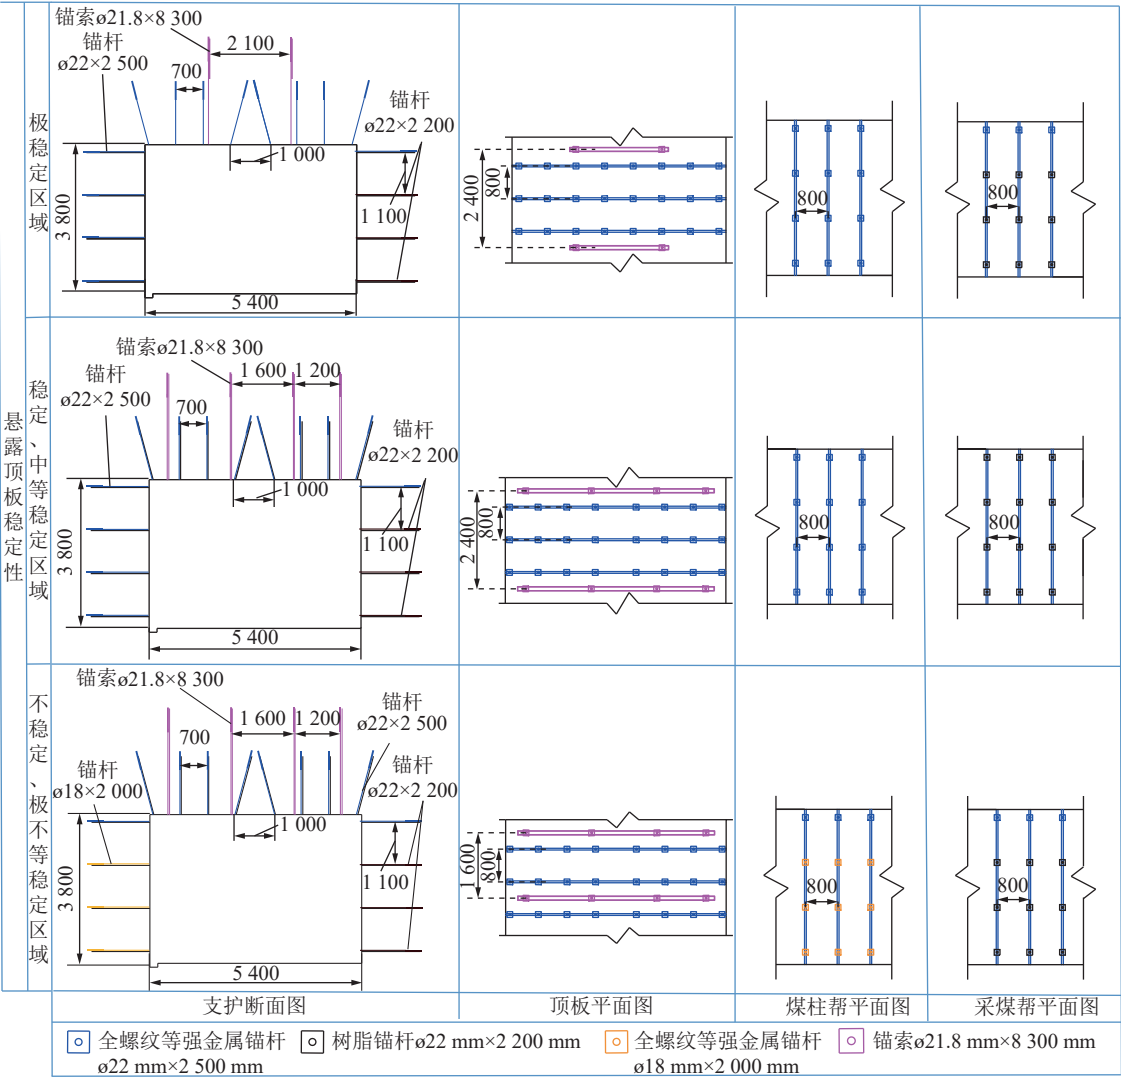 悬露顶板稳定性
极稳定区域
锚索ø21.8×8 300
锚杆
ø22×2 500
2 100
700
锚杆
ø22×2 200
1 000
1 100
3 800
5 400
2 400
800
800
800
稳定、中等稳定区域
锚索ø21.8×8 300
锚杆
ø22×2 500
1 600
1 200
700
锚杆
ø22×2 200
1 000
1 100
3 800
5 400
2 400
800
800
800
不稳定、极不等稳定区域
锚索ø21.8×8 300
锚杆
ø22×2 500
1 600
1 200
700
锚杆
ø18×2 000
锚杆
ø22×2 200
1 000
1 100
3 800
5 400
1 600
800
800
800
支护断面图
顶板平面图
煤柱帮平面图
采煤帮平面图
全螺纹等强金属锚杆
ø22 mm×2 500 mm
树脂锚杆ø22 mm×2 200 mm
全螺纹等强金属锚杆
ø18 mm×2 000 mm
锚索ø21.8 mm×8 300 mm